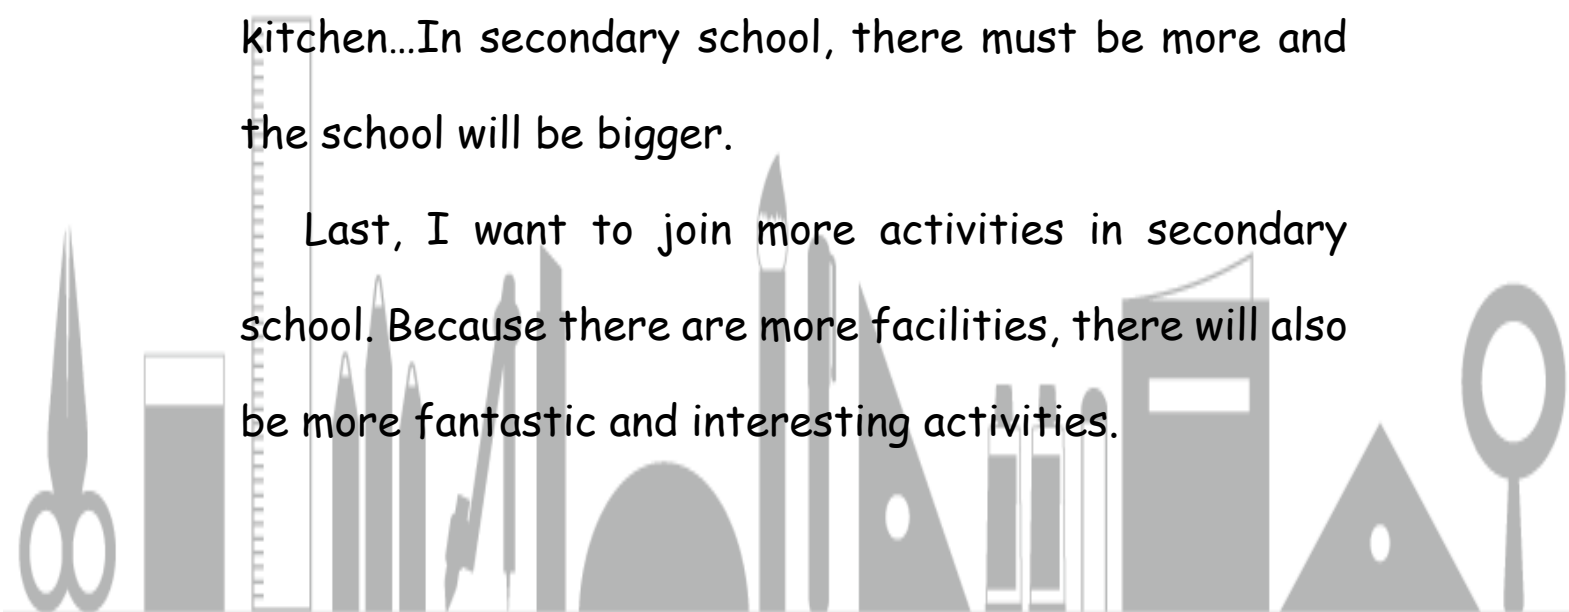 kitchen…In secondary school, there must be more and
the school will be bigger.
Last, I want to join more activities in secondary
school. Because there are more facilities, there will also
be more fantastic and interesting activities.